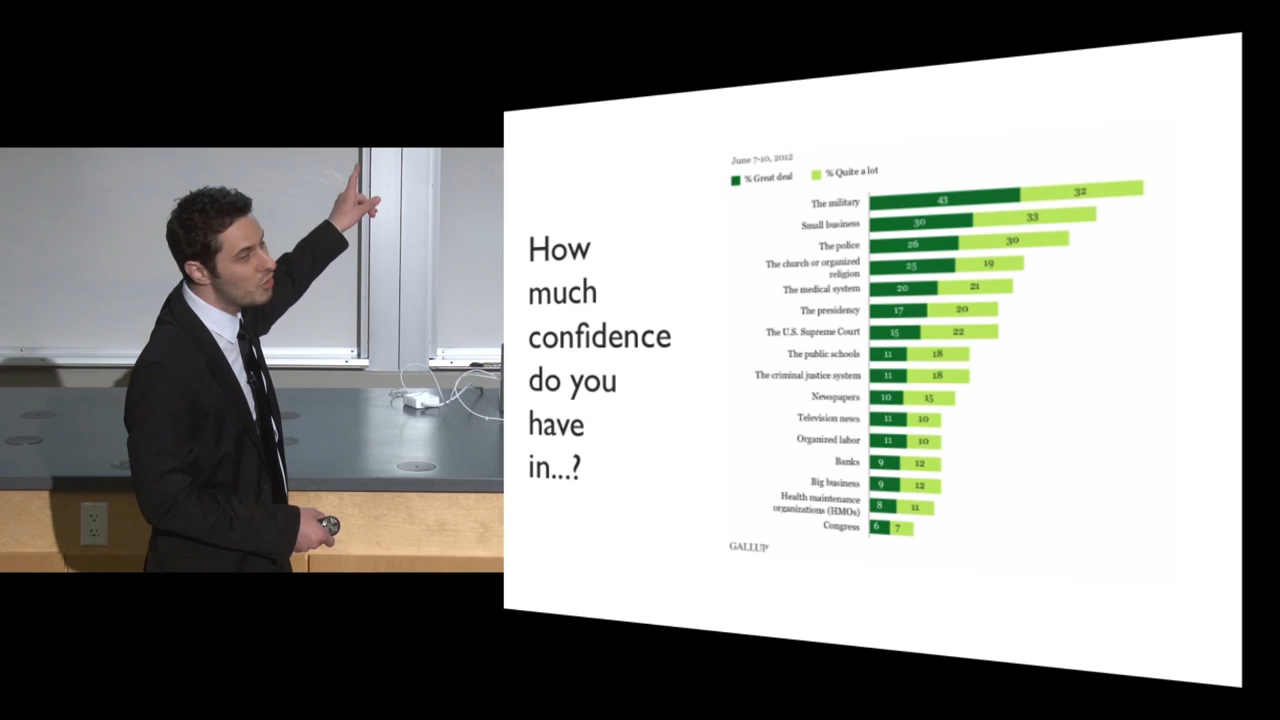 How
much
confidence
do you
have
in...?
June 7-10, 2012
% Great deal
% Quite a lot
The military 43 32
Small business 30 33
The police 26 30
The church or organized
religion 25 19
The medical system 20 21
The presidency 17 20
The U.S. Supreme Court 15 22
The public schools 11 18
The criminal justice system 11 18
Newspapers 10 15
Television news 11 10
Organized labor 11 10
Banks 9 12
Big business 9 12
Health maintenance
organizations (HMOs) 8 11
Congress 6 7
GALLUP